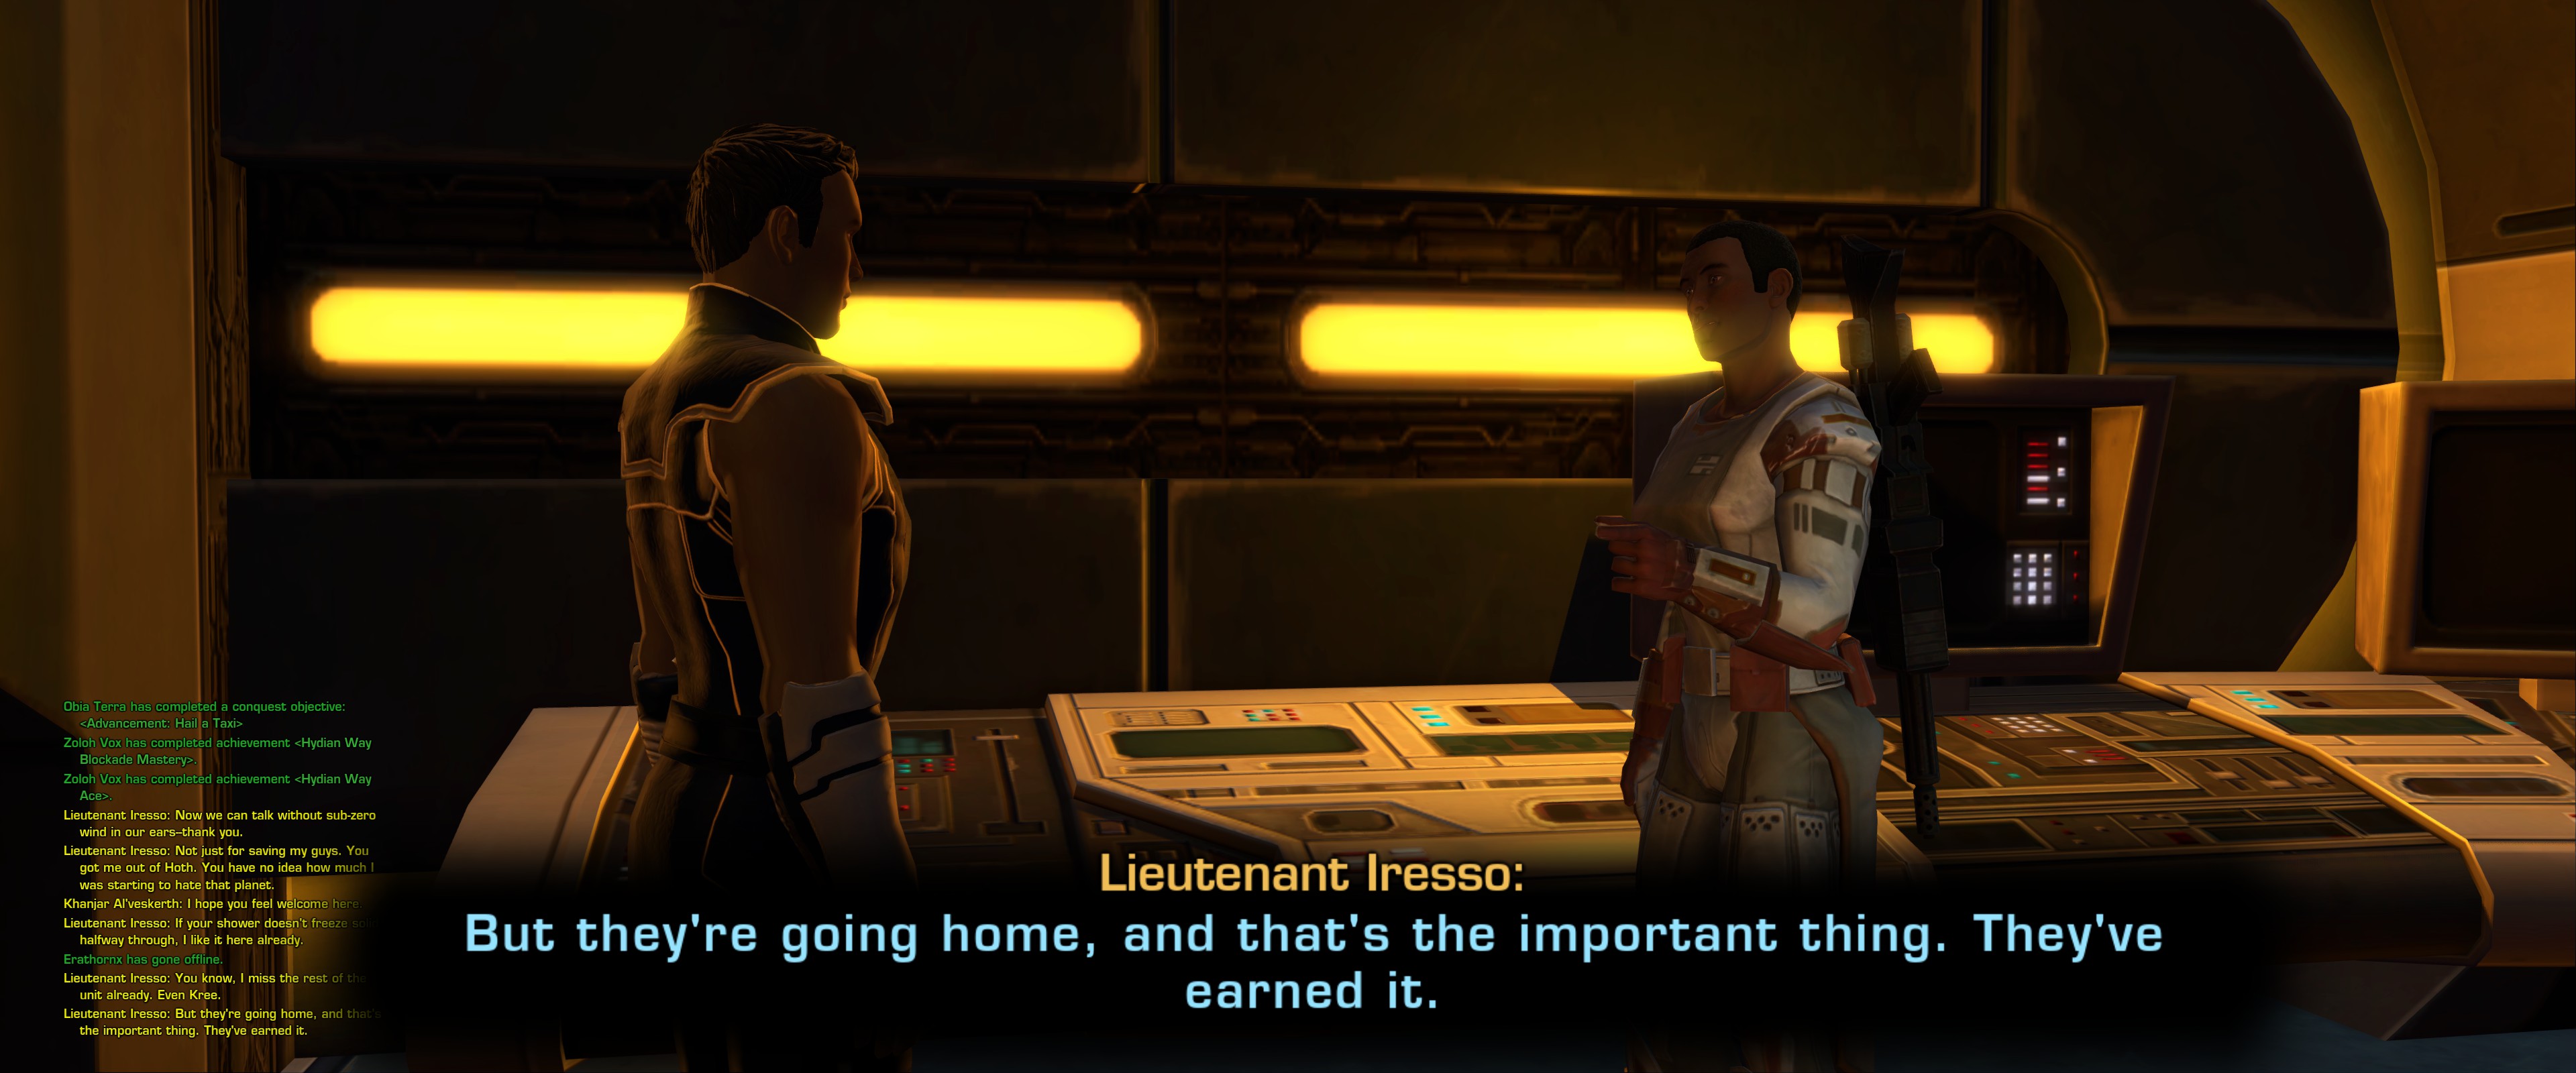 Obia Terra has completed a conquest objective:
<Advancement: Hail a Taxi>
Zoloh Vox has completed achievement <Hydian Way
Blockade Mastery>.
Zoloh Vox has completed achievement <Hydian Way
Ace>.
Lieutenant Iresso: Now we can talk without sub-zero
wind in our ears–thank you.
Lieutenant Iresso: Not just for saving my guys. You
got me out of Hoth. You have no idea how much I
was starting to hate that planet.
Khanjar Al'veskerth: I hope you feel welcome here.
Lieutenant Iresso: If your shower doesn't freeze solid
halfway through, I like it here already.
Erathornx has gone offline.
Lieutenant Iresso: You know, I miss the rest of the
unit already. Even Kree.
Lieutenant Iresso: But they're going home, and that's
the important thing. They've earned it.
Lieutenant Iresso:
But they're going home, and that's the important thing. They've
earned it.